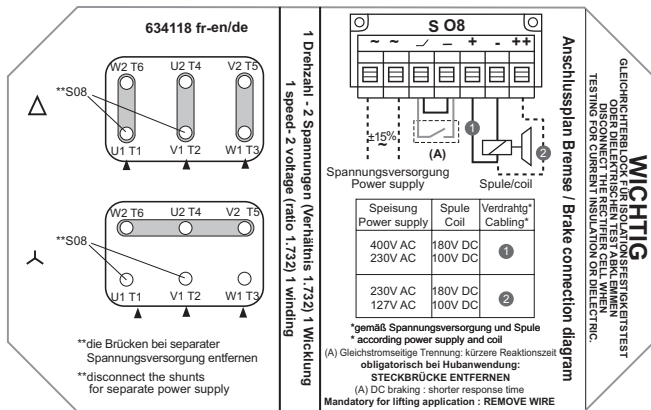 634118 fr-en/de
W2 T6 U2 T4 V2 T5
**S08
U1 T1 V1 T2 W1 T3
W2 T6 U2 T4 V2 T5
**S08
U1 T1 V1 T2 W1 T3
**die Brücken bei separater
Spannungsversorgung entfernen
**disconnect the shunts
for separate power supply
1 Drehzahl - 2 Spannungen (Verhältnis 1.732) 1 Wicklung
1 speed- 2 voltage (ratio 1.732) 1 winding
S O8
~ ~ _/ _ + - ++
±15%
~
(A)
1
2
Spannungsversorgung
Power supply
Spule/coil
Speisung Spule Verdrahtg*
Power supply Coil Cabling*
400V AC 180V DC
230V AC 100V DC
1
230V AC 180V DC
127V AC 100V DC
2
*gemäß Spannungsversorgung und Spule
* according power supply and coil
(A) Gleichstromseitige Trennung: kürzere Reaktionszeit
obligatorisch bei Hubanwendung:
STECKBRÜCKE ENTFERNEN
(A) DC braking : shorter response time
Mandatory for lifting application : REMOVE WIRE
Anschlussplan Bremse / Brake connection diagram
WICHTIG
GLEICHRICHTERBLOCK FÜR ISOLATIONSFESTIGKEITSTEST
ODER DIELEKTRISCHEN TEST ABKLEMMEN
DISCONNECT THE RECTIFIER CELL WHEN
TESTING FOR CURRENT INSULATION OR DIELECTRIC.